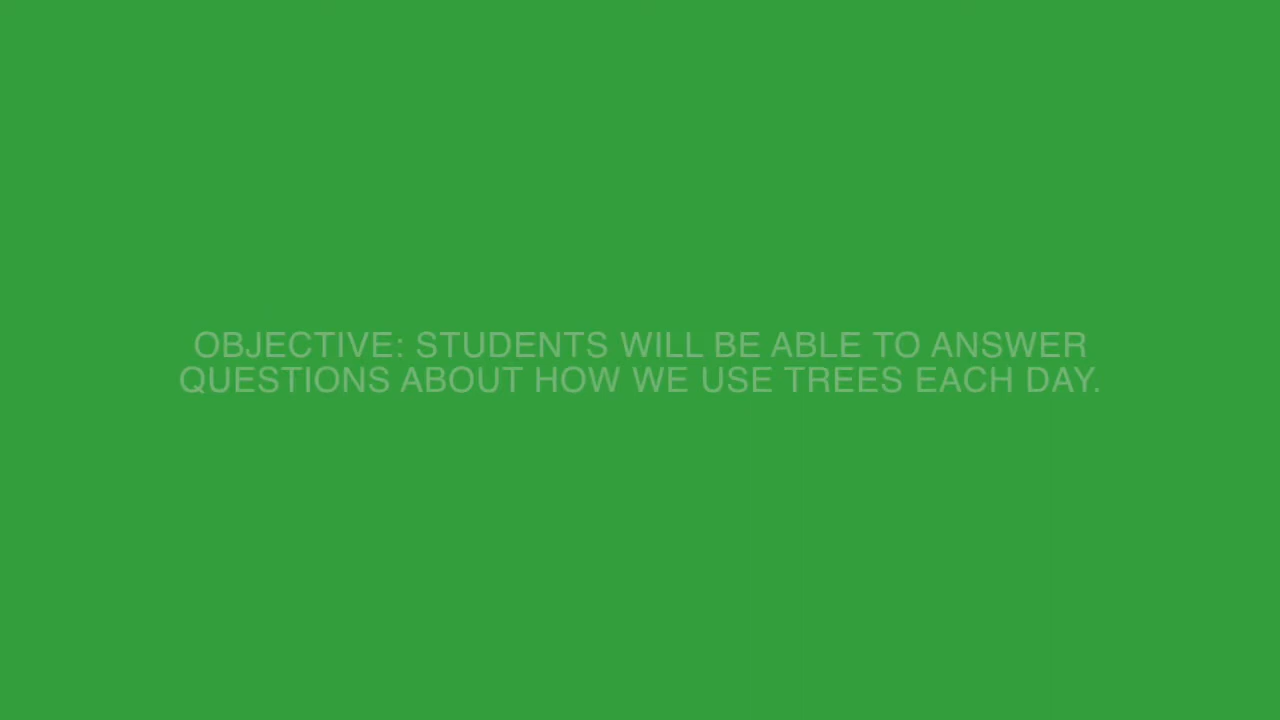 OBJECTIVE: STUDENTS WILL BE ABLE TO ANSWER
QUESTIONS ABOUT HOW WE USE TREES EACH DAY.